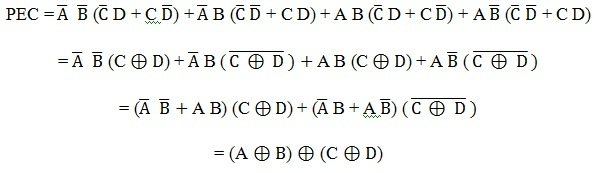 PEC = A̅ B̅ (C̅ D + C D̅) + A̅ B (C̅ D̅ + C D) + A B (C̅ D + C D̅) + A B̅ (C̅ D̅ + C D)
= A̅ B̅ (C ⊕ D) + A̅ B ( C̅ ̅⊕̅ ̅D̅ ) + A B (C ⊕ D) + A B̅ ( C̅ ̅⊕̅ ̅D̅ )
= (A̅ B̅ + A B) (C ⊕ D) + (A̅ B + A B̅) ( C̅ ̅⊕̅ ̅D̅ )
= (A ⊕ B) ⊕ (C ⊕ D)